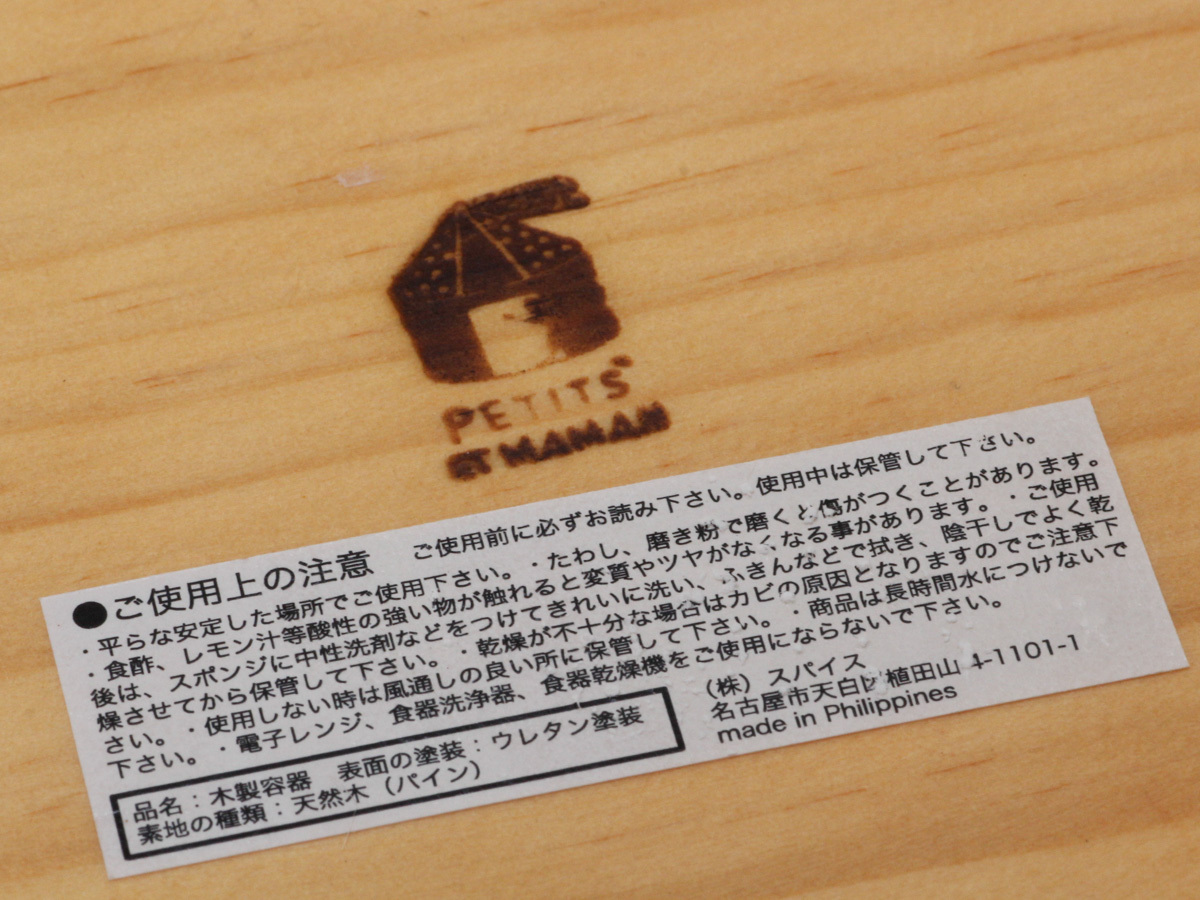 PETITS
ET MAMAN
●ご使用上の注意　ご使用前に必ずお読み下さい。使用中は保管して下さい。
・平らな安定した場所でご使用下さい。・たわし、磨き粉で磨くと傷がつくことがあります。
・食酢、レモン汁等酸性の強い物が触れると変質やツヤがなくなる事があります。・ご使用
後は、スポンジに中性洗剤などをつけてきれいに洗い、ふきんなどで拭き、陰干しでよく乾
燥させてから保管して下さい。・乾燥が不十分な場合はカビの原因となりますのでご注意下
さい。・使用しない時は風通しの良い所に保管して下さい。・商品は長時間水につけないで
下さい。・電子レンジ、食器洗浄器、食器乾燥機をご使用にならないで下さい。
品名：木製容器　表面の塗装：ウレタン塗装
素地の種類：天然木（パイン）
（株）スパイス
名古屋市天白区植田山 4-1101-1
made in Philippines